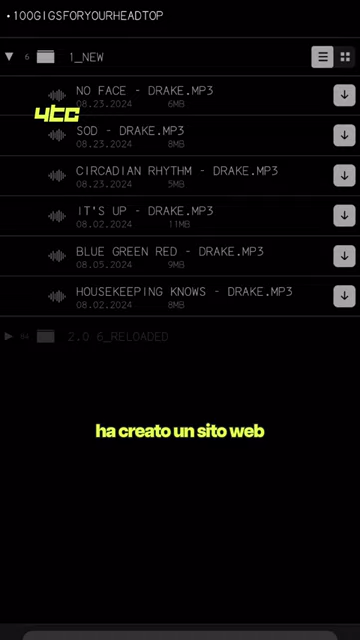 •100GIGSFORYOURHEADTOP
▼ 6 1_NEW
NO FACE - DRAKE.MP3
08.23.2024 6MB
4TC
SOD - DRAKE.MP3
08.23.2024 8MB
CIRCADIAN RHYTHM - DRAKE.MP3
08.23.2024 5MB
IT'S UP - DRAKE.MP3
08.02.2024 11MB
BLUE GREEN RED - DRAKE.MP3
08.05.2024 9MB
HOUSEKEEPING KNOWS - DRAKE.MP3
08.02.2024 8MB
2.0 6_RELOADED
ha creato un sito web